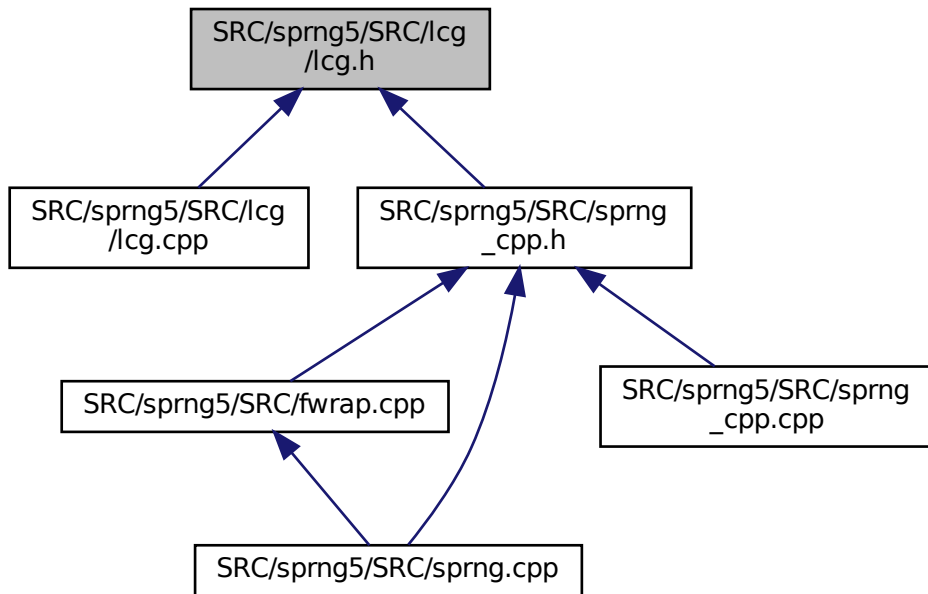 SRC/sprng5/SRC/lcg
/lcg.h
SRC/sprng5/SRC/lcg
/lcg.cpp
SRC/sprng5/SRC/sprng
_cpp.h
SRC/sprng5/SRC/fwrap.cpp
SRC/sprng5/SRC/sprng
_cpp.cpp
SRC/sprng5/SRC/sprng.cpp